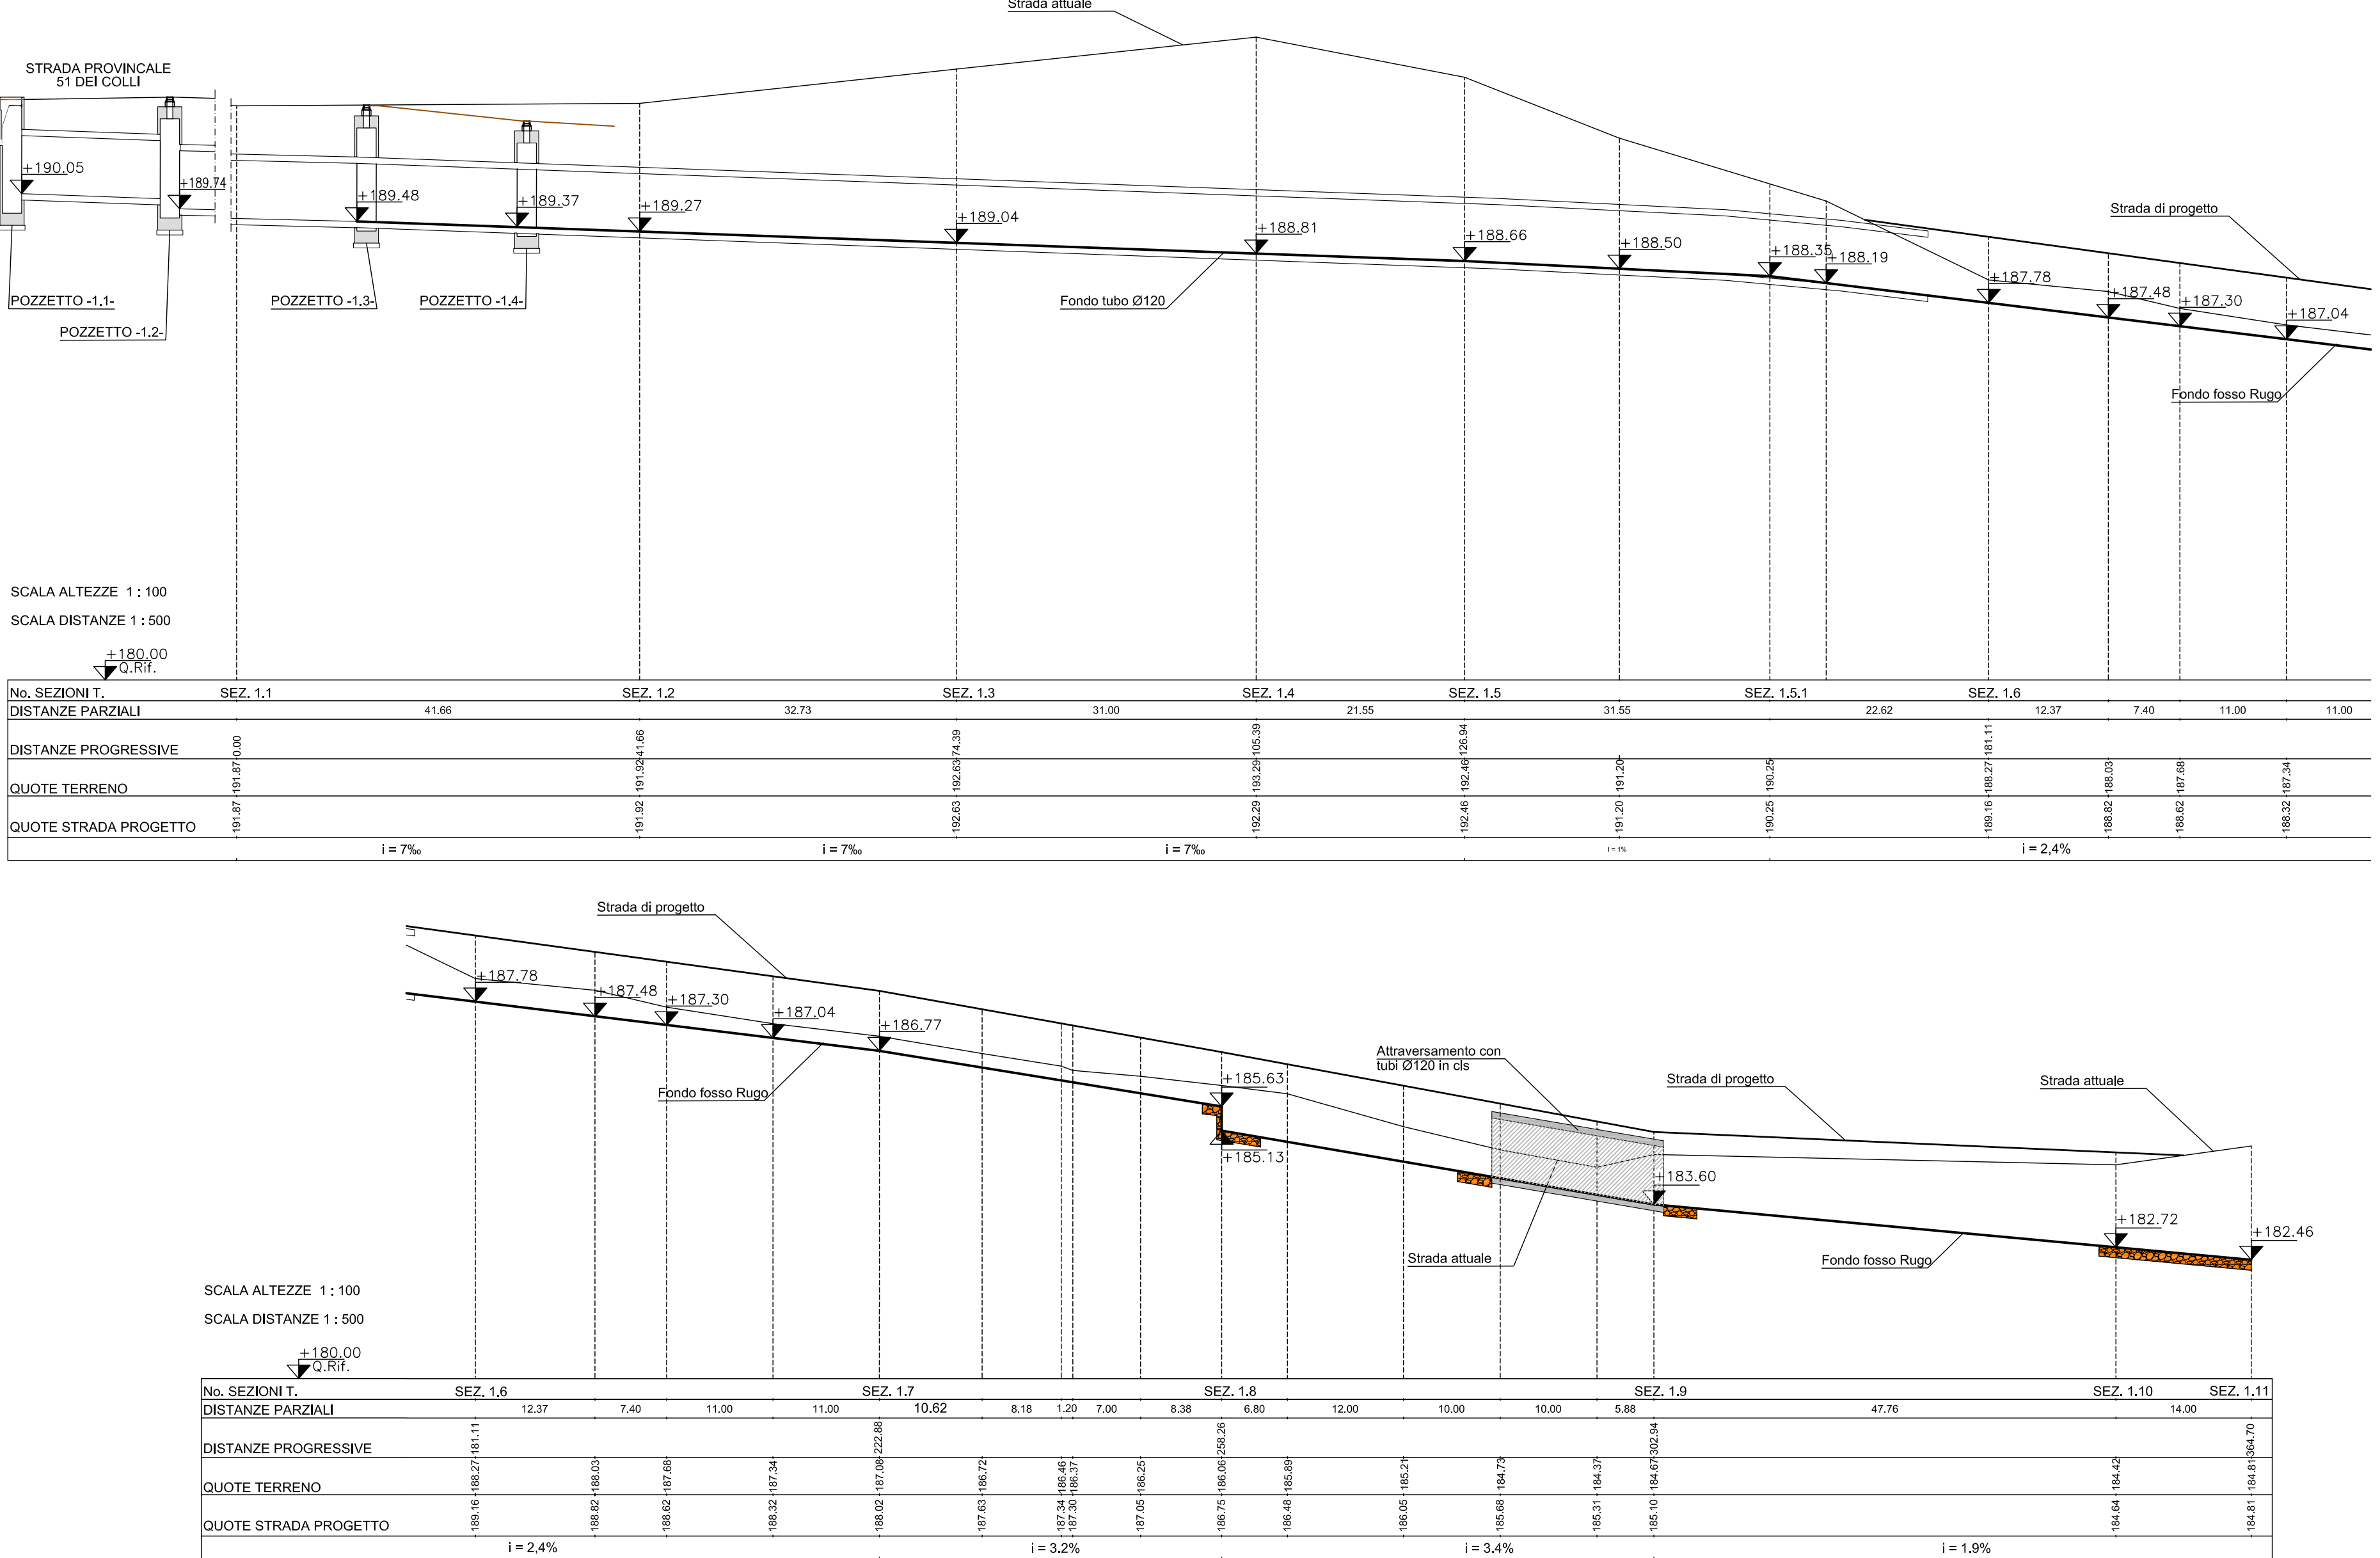 Strada attuale
STRADA PROVINCALE
51 DEI COLLI
+190.05
+189.74
+189.48
+189.37
+189.27
+189.04
+188.81
+188.66
+188.50
+188.35
+188.19
+187.78
+187.48
+187.30
+187.04
Strada di progetto
POZZETTO -1.1-
POZZETTO -1.2-
POZZETTO -1.3-
POZZETTO -1.4-
Fondo tubo Ø120
Fondo fosso Rugo
SCALA ALTEZZE 1 : 100
SCALA DISTANZE 1 : 500
+180.00
Q.Rif.
No. SEZIONI T. SEZ. 1.1 SEZ. 1.2 SEZ. 1.3 SEZ. 1.4 SEZ. 1.5 SEZ. 1.5.1 SEZ. 1.6
DISTANZE PARZIALI 41.66 32.73 31.00 21.55 31.55 22.62 12.37 7.40 11.00 11.00
DISTANZE PROGRESSIVE 0.00 41.66 74.39 105.39 126.94 181.11
QUOTE TERRENO 191.87 191.92 192.63 193.29 192.46 191.20 190.25 188.27 188.03 187.68 187.34
QUOTE STRADA PROGETTO 191.87 191.92 192.63 192.29 192.46 191.20 190.25 189.16 188.82 188.62 188.32
i = 7‰ i = 7‰ i = 7‰ i = 1% i = 2,4%
Strada di progetto
+187.78
+187.48
+187.30
+187.04
+186.77
Fondo fosso Rugo
+185.63
+185.13
Attraversamento con
tubi Ø120 in cls
Strada di progetto
Strada attuale
+183.60
+182.72
+182.46
Strada attuale
Fondo fosso Rugo
SCALA ALTEZZE 1 : 100
SCALA DISTANZE 1 : 500
+180.00
Q.Rif.
No. SEZIONI T. SEZ. 1.6 SEZ. 1.7 SEZ. 1.8 SEZ. 1.9 SEZ. 1.10 SEZ. 1.11
DISTANZE PARZIALI 12.37 7.40 11.00 11.00 10.62 8.18 1.20 7.00 8.38 6.80 12.00 10.00 10.00 5.88 47.76 14.00
DISTANZE PROGRESSIVE 181.11 222.88 258.26 302.94 364.70
QUOTE TERRENO 188.27 188.03 187.68 187.34 187.08 186.72 186.46 186.37 186.25 186.06 185.89 185.21 184.73 184.37 184.67 184.42 184.81
QUOTE STRADA PROGETTO 189.16 188.82 188.62 188.32 188.02 187.63 187.34 187.30 187.05 186.75 186.48 186.05 185.68 185.31 185.10 184.64 184.81
i = 2,4% i = 3.2% i = 3.4% i = 1.9%